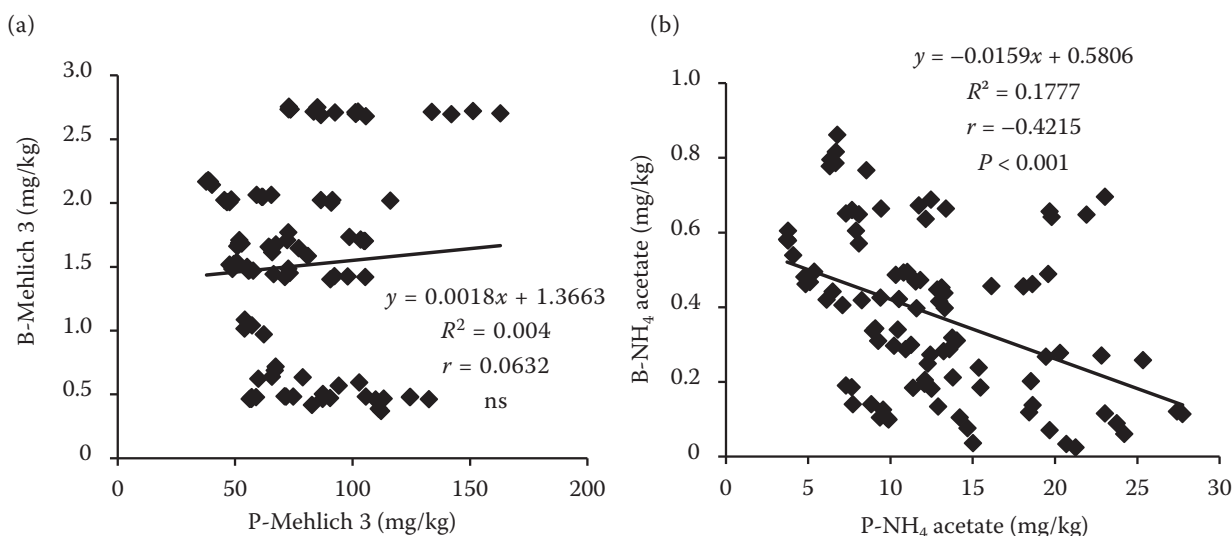 (a)
3.0
2.5
2.0
1.5
1.0
0.5
0
B-Mehlich 3 (mg/kg)
y = 0.0018x + 1.3663
R² = 0.004
r = 0.0632
ns
0 50 100 150 200
P-Mehlich 3 (mg/kg)
(b)
y = −0.0159x + 0.5806
R² = 0.1777
r = −0.4215
P < 0.001
1.0
0.8
0.6
0.4
0.2
0
B-NH₄ acetate (mg/kg)
0 5 10 15 20 25 30
P-NH₄ acetate (mg/kg)